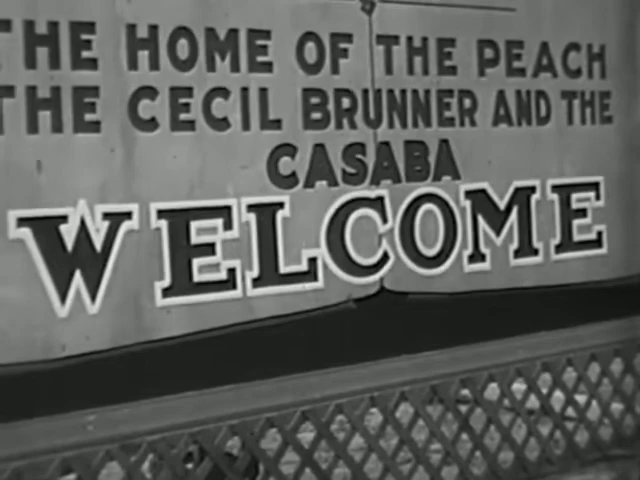 THE HOME OF THE PEACH
THE CECIL BRUNNER AND THE
CASABA
WELCOME